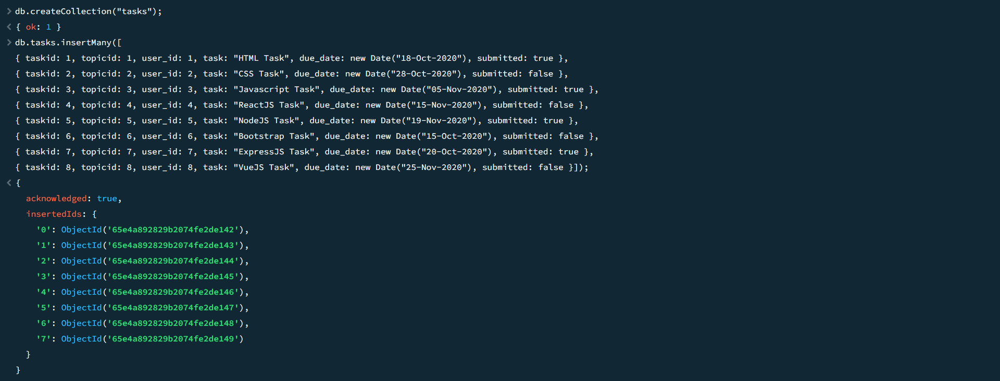 > db.createCollection("tasks");
< { ok: 1 }
> db.tasks.insertMany([
{ taskid: 1, topicid: 1, user_id: 1, task: "HTML Task", due_date: new Date("18-Oct-2020"), submitted: true },
{ taskid: 2, topicid: 2, user_id: 2, task: "CSS Task", due_date: new Date("28-Oct-2020"), submitted: false },
{ taskid: 3, topicid: 3, user_id: 3, task: "Javascript Task", due_date: new Date("05-Nov-2020"), submitted: true },
{ taskid: 4, topicid: 4, user_id: 4, task: "ReactJS Task", due_date: new Date("15-Nov-2020"), submitted: false },
{ taskid: 5, topicid: 5, user_id: 5, task: "NodeJS Task", due_date: new Date("19-Nov-2020"), submitted: true },
{ taskid: 6, topicid: 6, user_id: 6, task: "Bootstrap Task", due_date: new Date("15-Oct-2020"), submitted: false },
{ taskid: 7, topicid: 7, user_id: 7, task: "ExpressJS Task", due_date: new Date("20-Oct-2020"), submitted: true },
{ taskid: 8, topicid: 8, user_id: 8, task: "VueJS Task", due_date: new Date("25-Nov-2020"), submitted: false }]);
< {
acknowledged: true,
insertedIds: {
'0': ObjectId('65e4a892829b2074fe2de142'),
'1': ObjectId('65e4a892829b2074fe2de143'),
'2': ObjectId('65e4a892829b2074fe2de144'),
'3': ObjectId('65e4a892829b2074fe2de145'),
'4': ObjectId('65e4a892829b2074fe2de146'),
'5': ObjectId('65e4a892829b2074fe2de147'),
'6': ObjectId('65e4a892829b2074fe2de148'),
'7': ObjectId('65e4a892829b2074fe2de149')
}
}